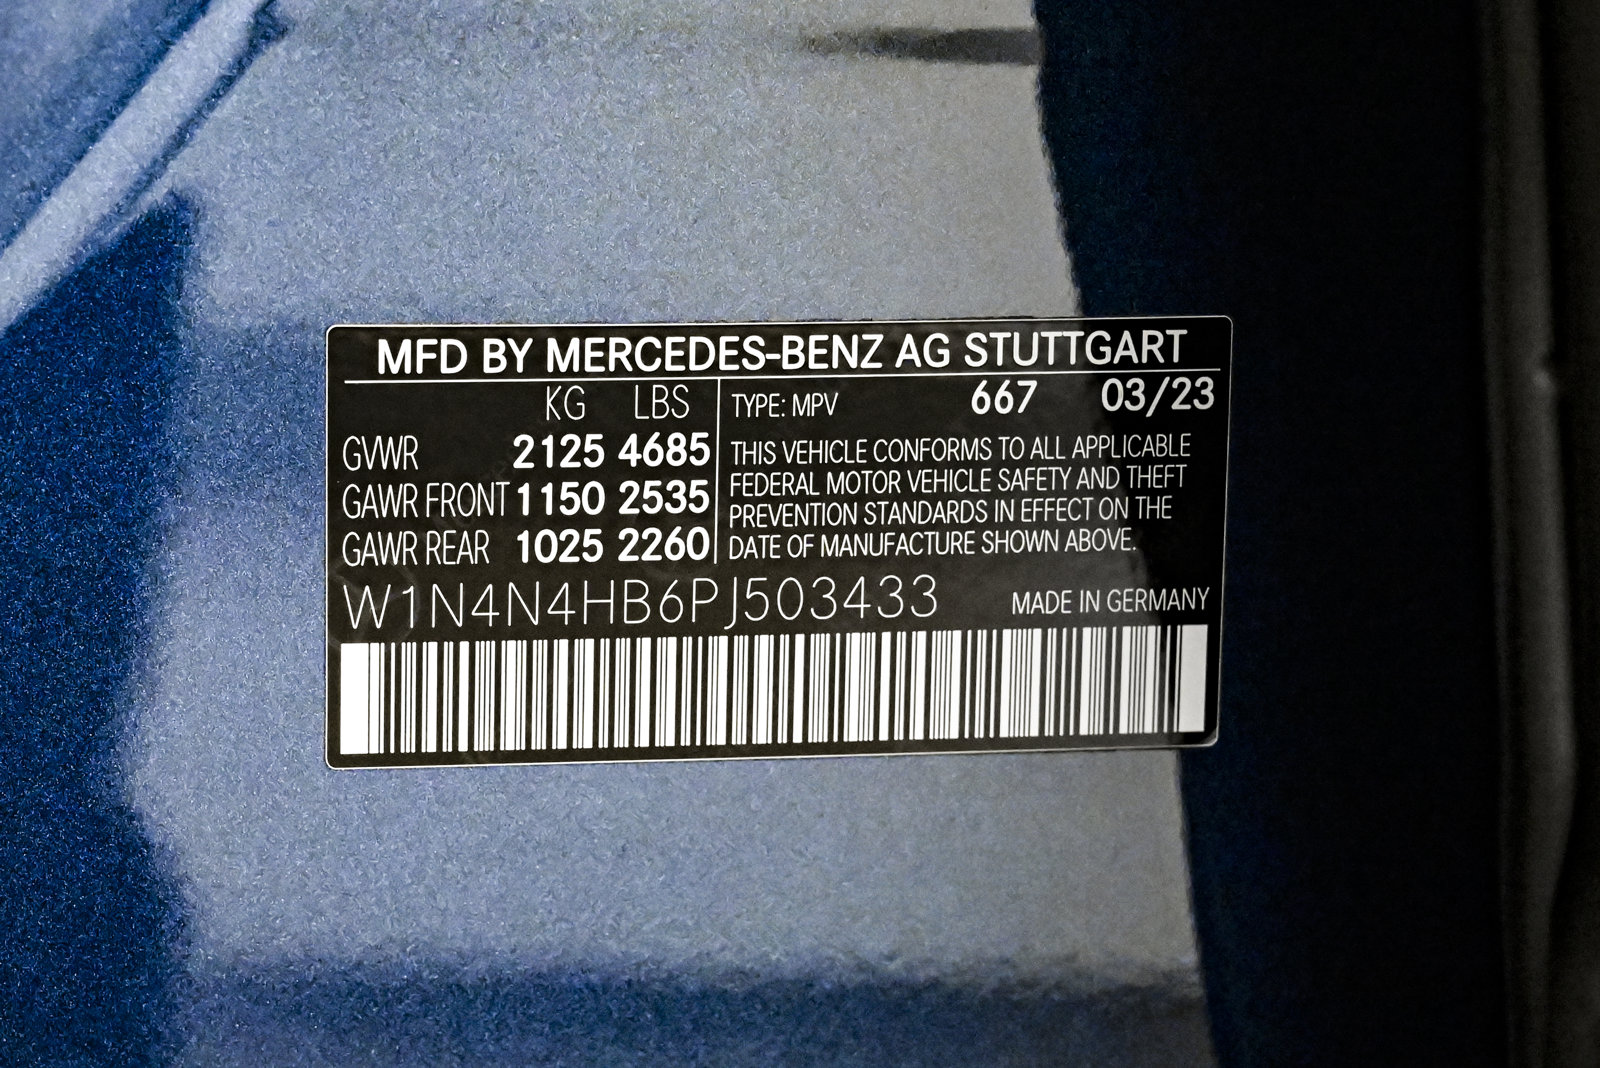 MFD BY MERCEDES-BENZ AG STUTTGART
KG LBS
GVWR 2125 4685
GAWR FRONT 1150 2535
GAWR REAR 1025 2260
TYPE: MPV 667 03/23
THIS VEHICLE CONFORMS TO ALL APPLICABLE
FEDERAL MOTOR VEHICLE SAFETY AND THEFT
PREVENTION STANDARDS IN EFFECT ON THE
DATE OF MANUFACTURE SHOWN ABOVE.
W1N4N4HB6PJ503433 MADE IN GERMANY